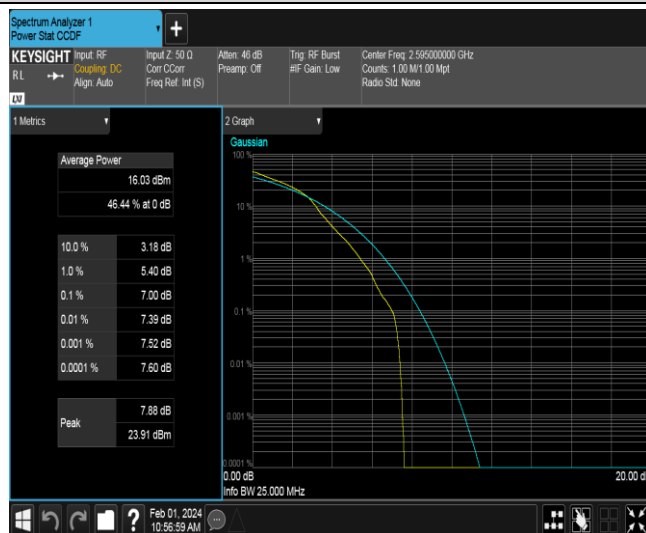 Spectrum Analyzer 1
Power Stat CCDF
KEYSIGHT
RL
LXI
Input: RF
Coupling: DC
Align: Auto
Input Z: 50 Ω
Corr CCorr
Freq Ref: Int (S)
Atten: 46 dB
Preamp: Off
Trig: RF Burst
#IF Gain: Low
Center Freq: 2.595000000 GHz
Counts: 1.00 M/1.00 Mpt
Radio Std: None
1 Metrics
Average Power
16.03 dBm
46.44 % at 0 dB
10.0 % 3.18 dB
1.0 % 5.40 dB
0.1 % 7.00 dB
0.01 % 7.39 dB
0.001 % 7.52 dB
0.0001 % 7.60 dB
Peak
7.88 dB
23.91 dBm
2 Graph
Gaussian
100 %
10 %
1 %
0.1 %
0.01 %
0.001 %
0.0001 %
0.00 dB
20.00 d
Info BW 25.000 MHz
?
Feb 01, 2024
10:56:59 AM